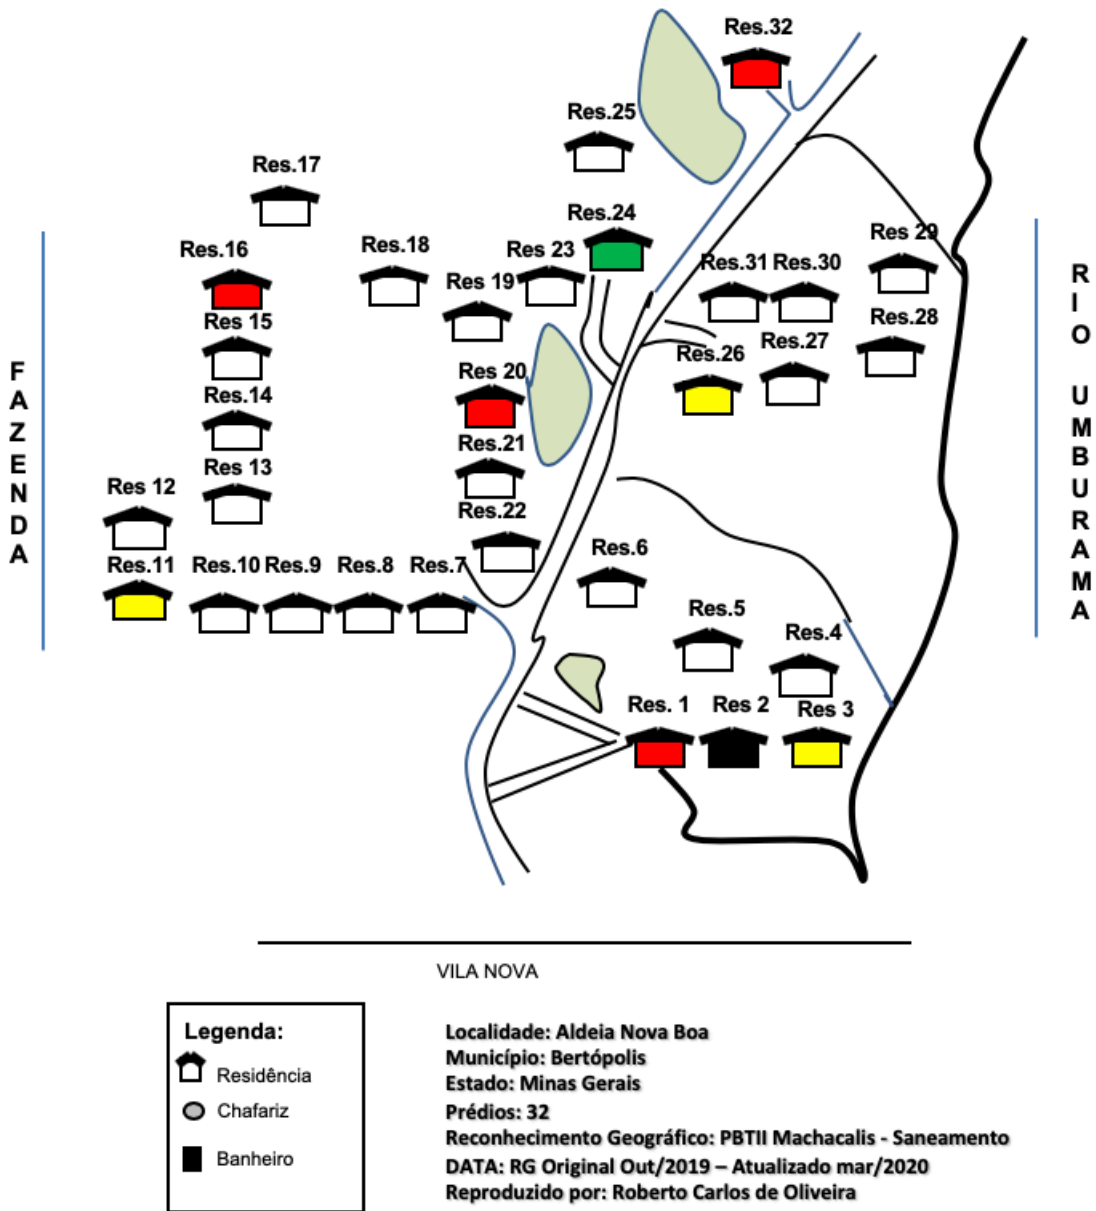 Res.32
Res.25
Res.17
Res.24
Res.16
Res.18
Res 23
Res 29
Res.31
Res.30
Res 19
Res 15
Res.28
Res.27
Res.26
Res 20
Res.14
Res.21
Res 13
Res 12
Res.22
Res.6
Res.11
Res.10
Res.9
Res.8
Res.7
Res.5
Res.4
Res. 1
Res 2
Res 3
FAZENDA
RIO UMBURAMA
VILA NOVA
Legenda:
Residência
Chafariz
Banheiro
Localidade: Aldeia Nova Boa
Município: Bertópolis
Estado: Minas Gerais
Prédios: 32
Reconhecimento Geográfico: PBTII Machacalis - Saneamento
DATA: RG Original Out/2019 – Atualizado mar/2020
Reproduzido por: Roberto Carlos de Oliveira